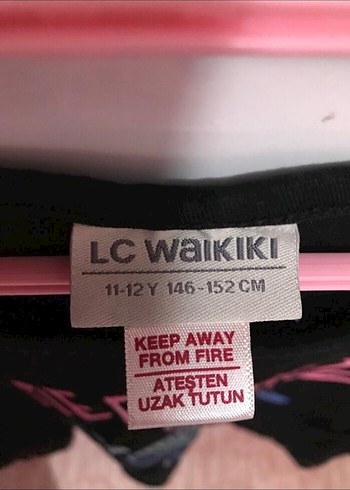 LC WAIKIKI
11-12 Y 146-152 CM
KEEP AWAY
FROM FIRE
ATEŞTEN
UZAK TUTUN